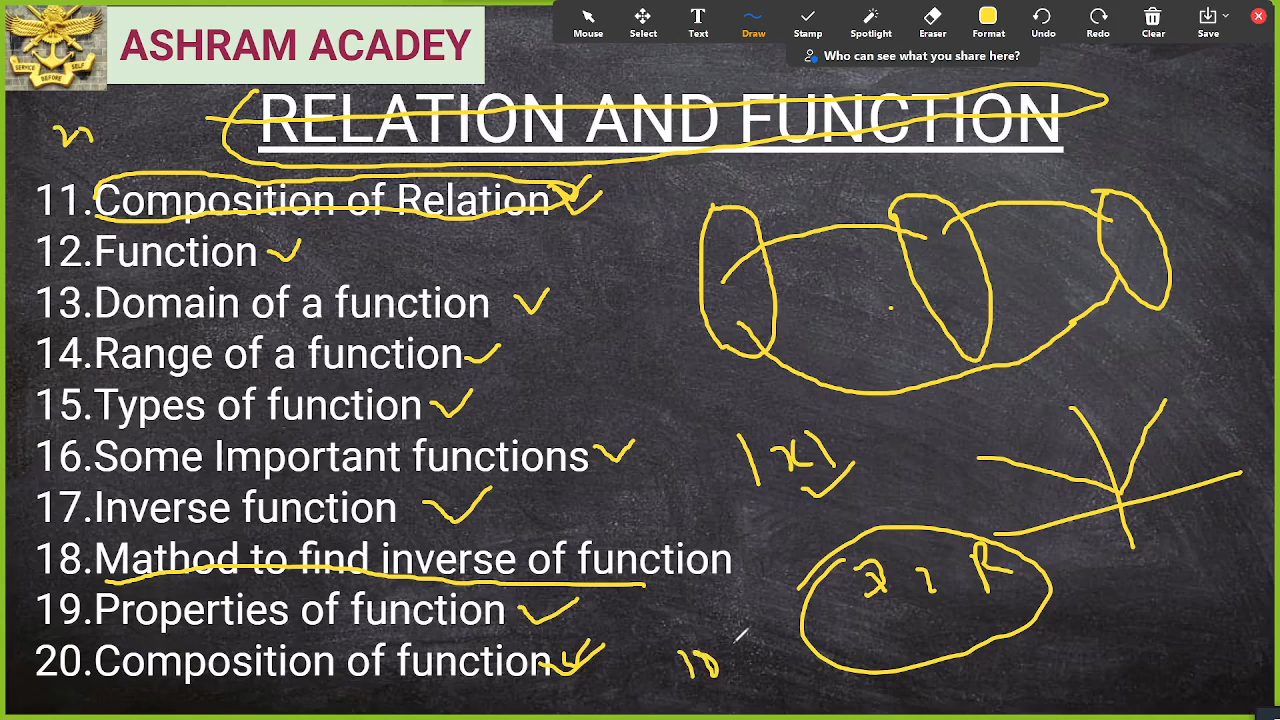 Mouse Select Text Draw Stamp Spotlight Eraser Format Undo Redo Clear Save
Who can see what you share here?
SERVICE BEFORE SELF
ASHRAM ACADEY
RELATION AND FUNCTION
11.Composition of Relation
12.Function
13.Domain of a function
14.Range of a function
15.Types of function
16.Some Important functions
|x|
17.Inverse function
18.Mathod to find inverse of function
19.Properties of function
20.Composition of function